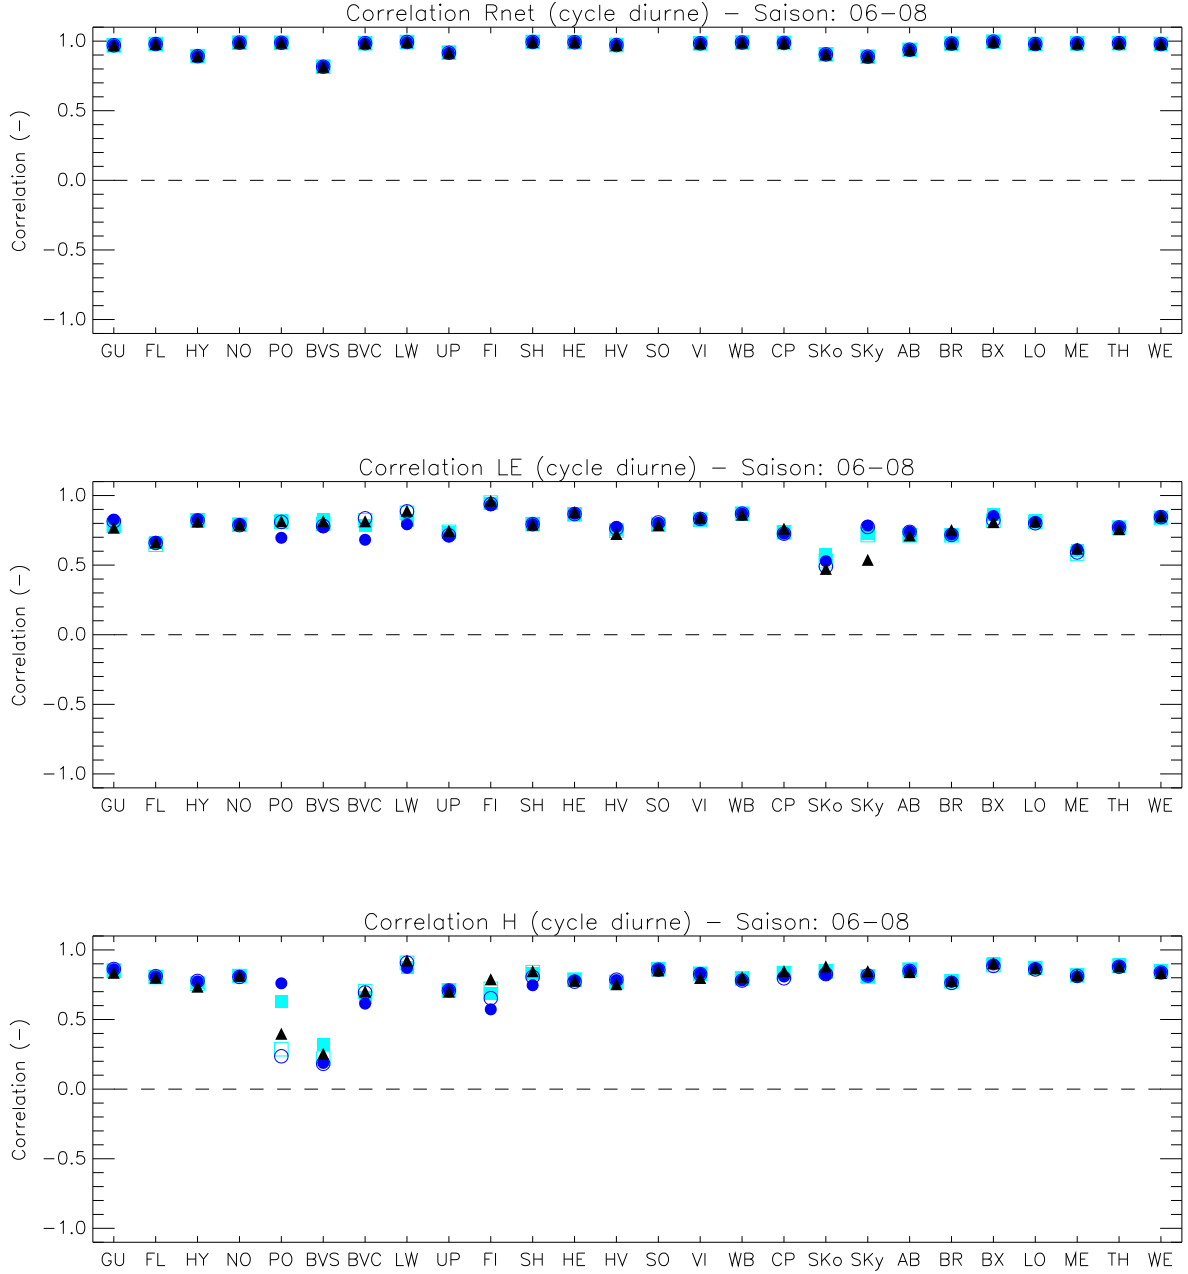 Correlation Rnet (cycle diurne) − Saison: 06−08
1.0
0.5
0.0
−0.5
−1.0
Correlation (−)
GU FL HY NO PO BVS BVC LW UP FI SH HE HV SO VI WB CP SKo SKy AB BR BX LO ME TH WE
Correlation LE (cycle diurne) − Saison: 06−08
1.0
0.5
0.0
−0.5
−1.0
Correlation (−)
GU FL HY NO PO BVS BVC LW UP FI SH HE HV SO VI WB CP SKo SKy AB BR BX LO ME TH WE
Correlation H (cycle diurne) − Saison: 06−08
1.0
0.5
0.0
−0.5
−1.0
Correlation (−)
GU FL HY NO PO BVS BVC LW UP FI SH HE HV SO VI WB CP SKo SKy AB BR BX LO ME TH WE